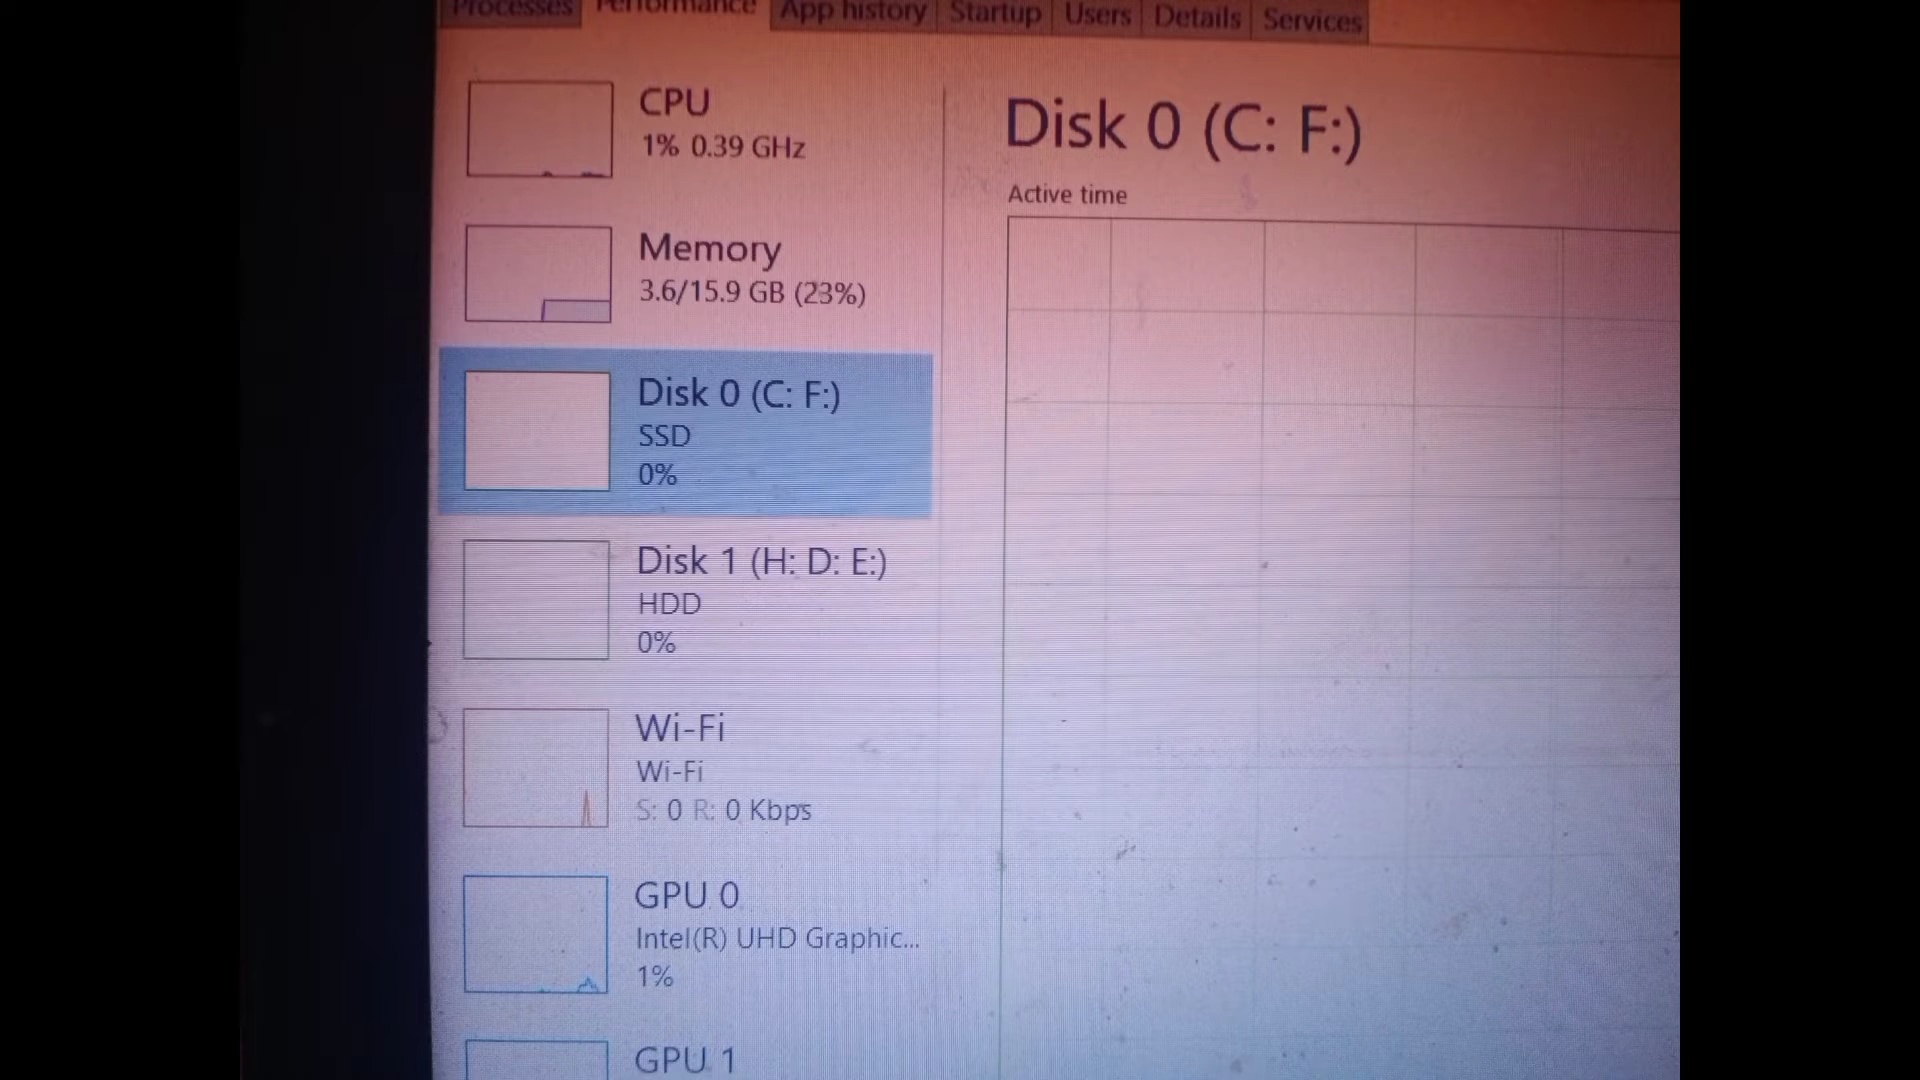 Processes Performance App history Startup Users Details Services
CPU
1% 0.39 GHz
Memory
3.6/15.9 GB (23%)
Disk 0 (C: F:)
SSD
0%
Disk 1 (H: D: E:)
HDD
0%
Wi-Fi
Wi-Fi
S: 0 R: 0 Kbps
GPU 0
Intel(R) UHD Graphic...
1%
GPU 1
Disk 0 (C: F:)
Active time